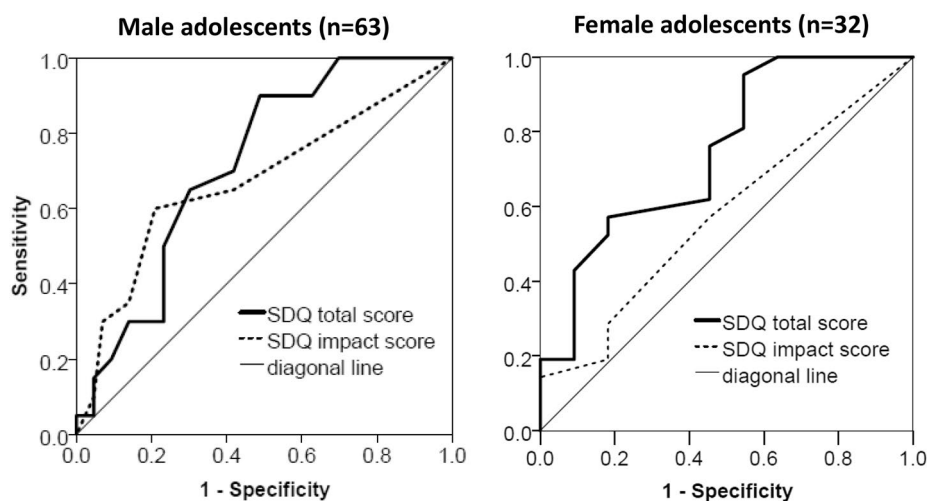 Male adolescents (n=63)
1.0
0.8
0.6
0.4
0.2
0.0
Sensitivity
SDQ total score
SDQ impact score
diagonal line
0.0 0.2 0.4 0.6 0.8 1.0
1 - Specificity
Female adolescents (n=32)
1.0
0.8
0.6
0.4
0.2
0.0
SDQ total score
SDQ impact score
diagonal line
0.0 0.2 0.4 0.6 0.8 1.0
1 - Specificity